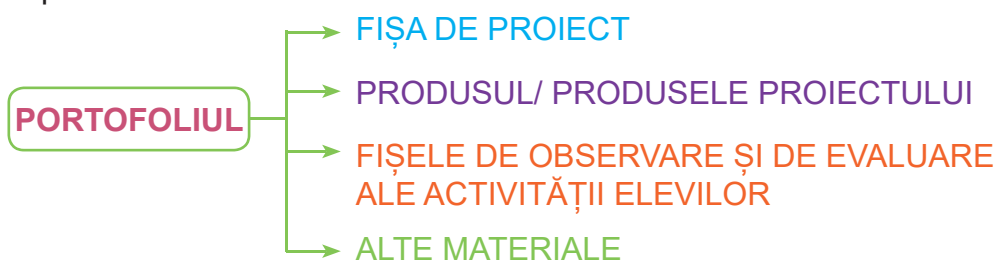 FIȘA DE PROIECT
PORTOFOLIUL
PRODUSUL/ PRODUSELE PROIECTULUI
FIȘELE DE OBSERVARE ȘI DE EVALUARE
ALE ACTIVITĂȚII ELEVILOR
ALTE MATERIALE